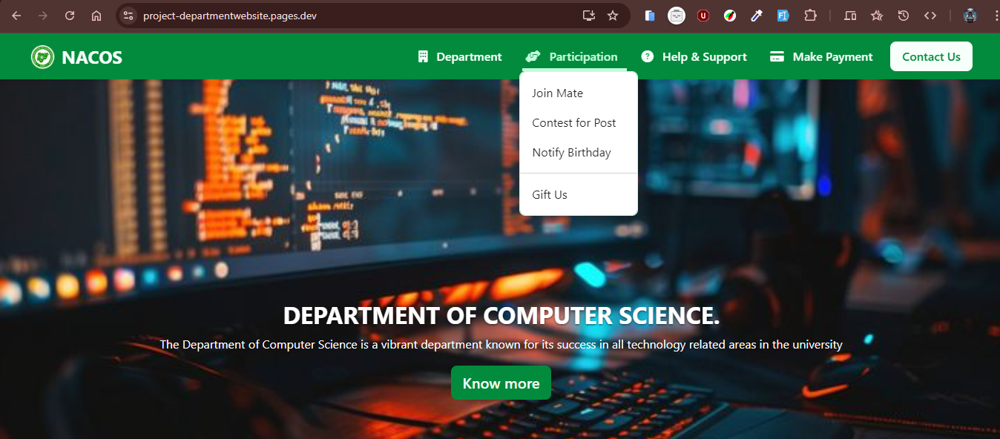 project-departmentwebsite.pages.dev
NACOS
Department
Participation
Help & Support
Make Payment
Contact Us
Join Mate
Contest for Post
Notify Birthday
Gift Us
DEPARTMENT OF COMPUTER SCIENCE.
The Department of Computer Science is a vibrant department known for its success in all technology related areas in the university
Know more